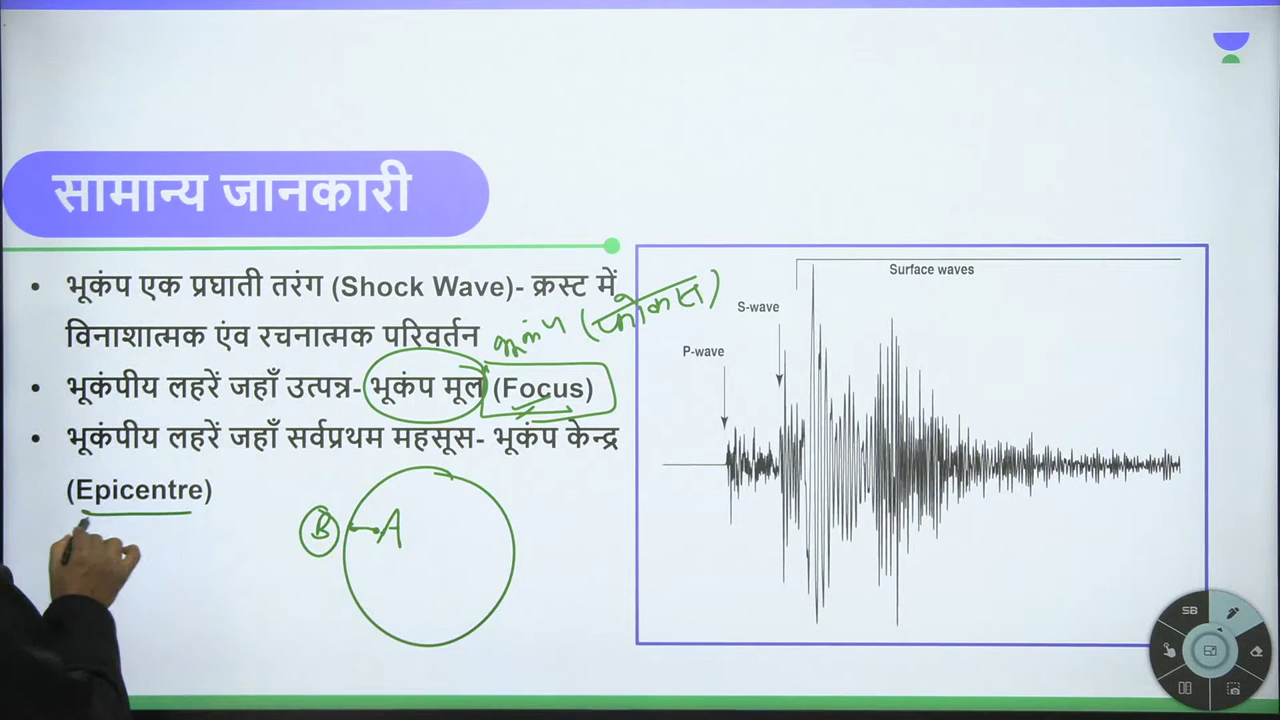 सामान्य जानकारी
• भूकंप एक प्रघाती तरंग (Shock Wave)- क्रस्ट में
विनाशात्मक एंव रचनात्मक परिवर्तन
• भूकंपीय लहरें जहाँ उत्पन्न- भूकंप मूल (Focus)
(फोकस)
• भूकंपीय लहरें जहाँ सर्वप्रथम महसूस- भूकंप केन्द्र
(Epicentre)
B A
Surface waves
S-wave
P-wave
SB